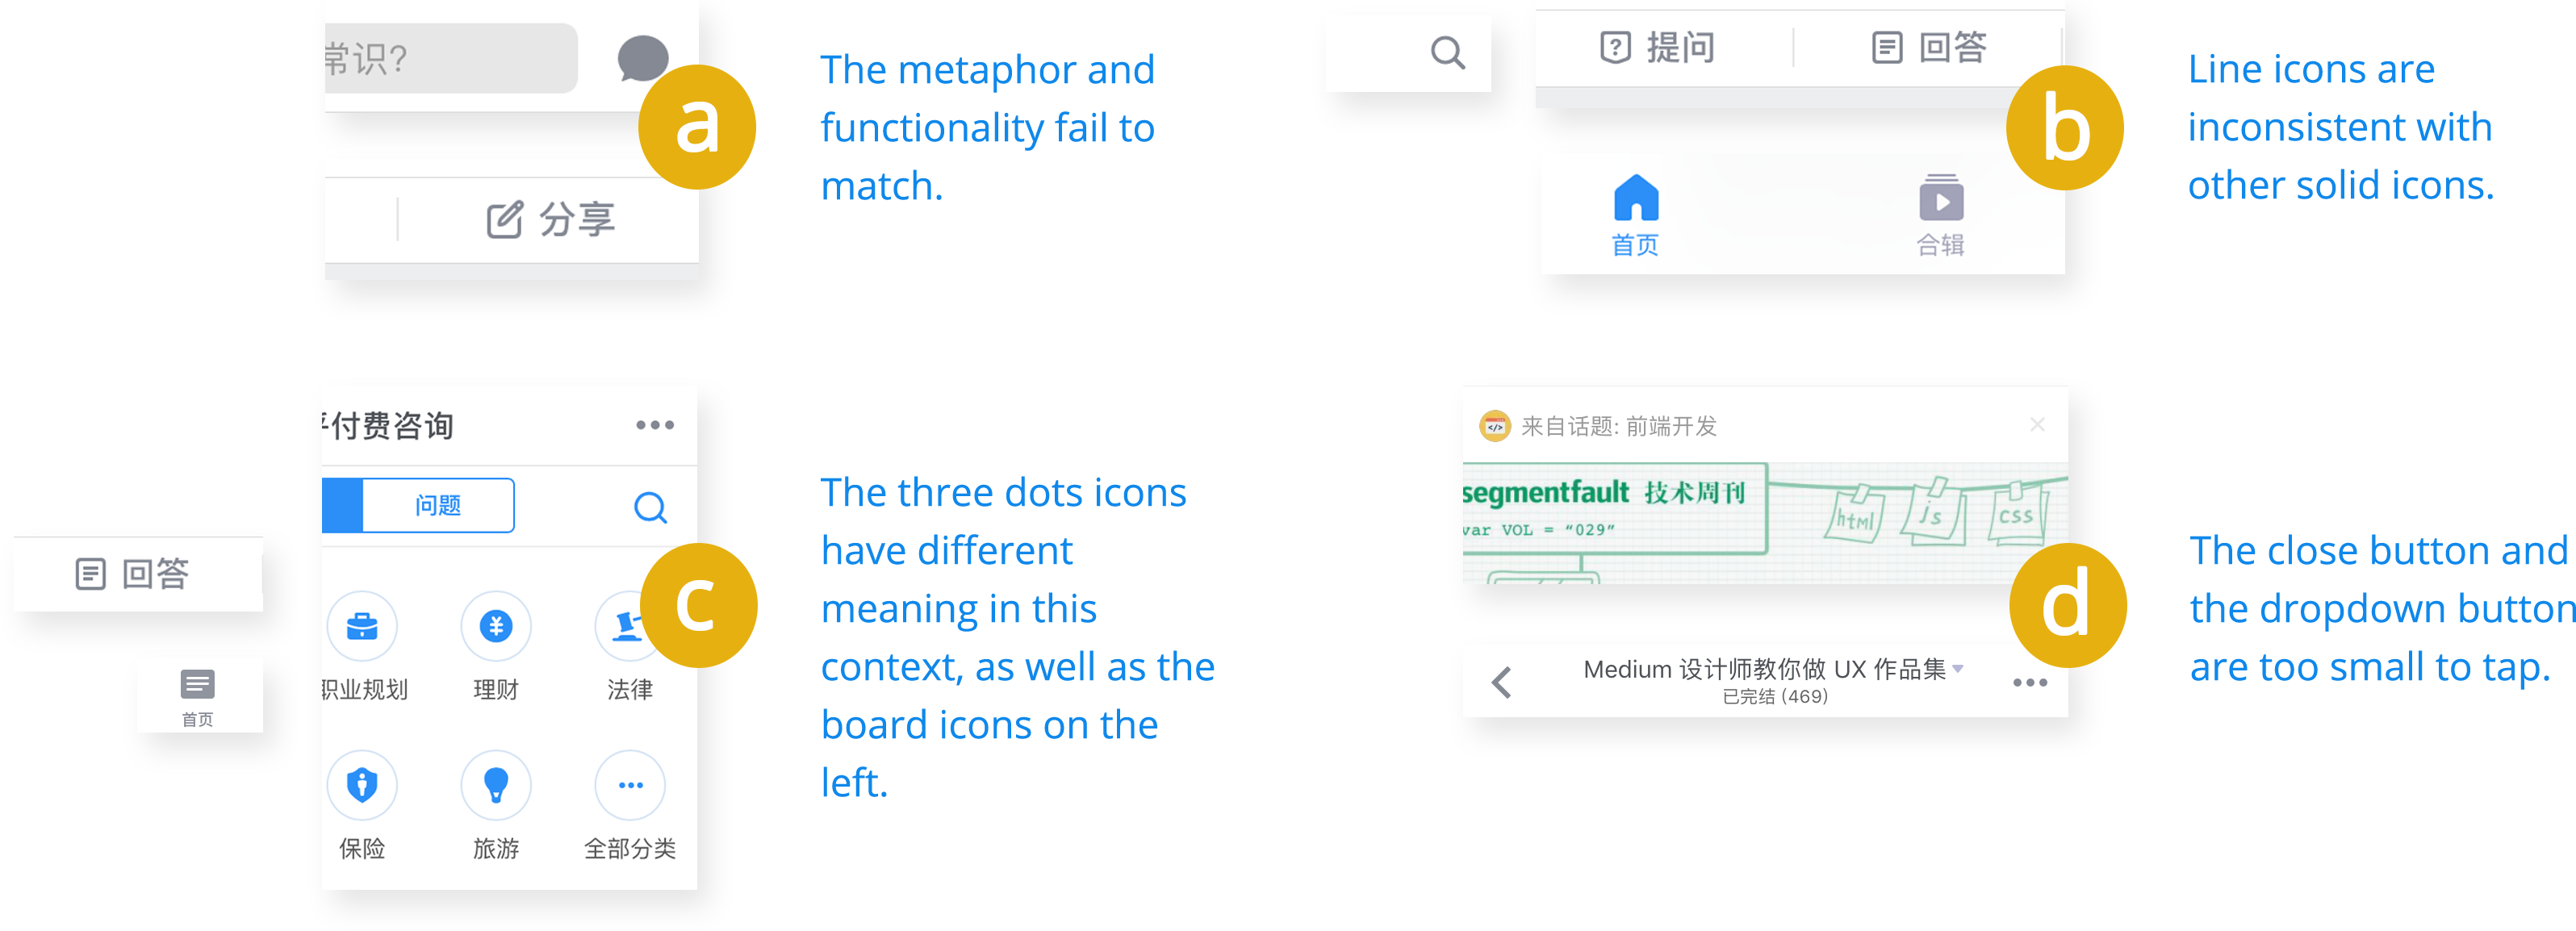 常识?
分享
a
The metaphor and
functionality fail to
match.
提问
回答
首页
合辑
b
Line icons are
inconsistent with
other solid icons.
回答
首页
付费咨询
问题
职业规划
理财
法律
保险
旅游
全部分类
c
The three dots icons
have different
meaning in this
context, as well as the
board icons on the
left.
来自话题: 前端开发
segmentfault 技术周刊
var VOL = “029”
html
js
css
Medium 设计师教你做 UX 作品集
已完结 (469)
d
The close button and
the dropdown button
are too small to tap.